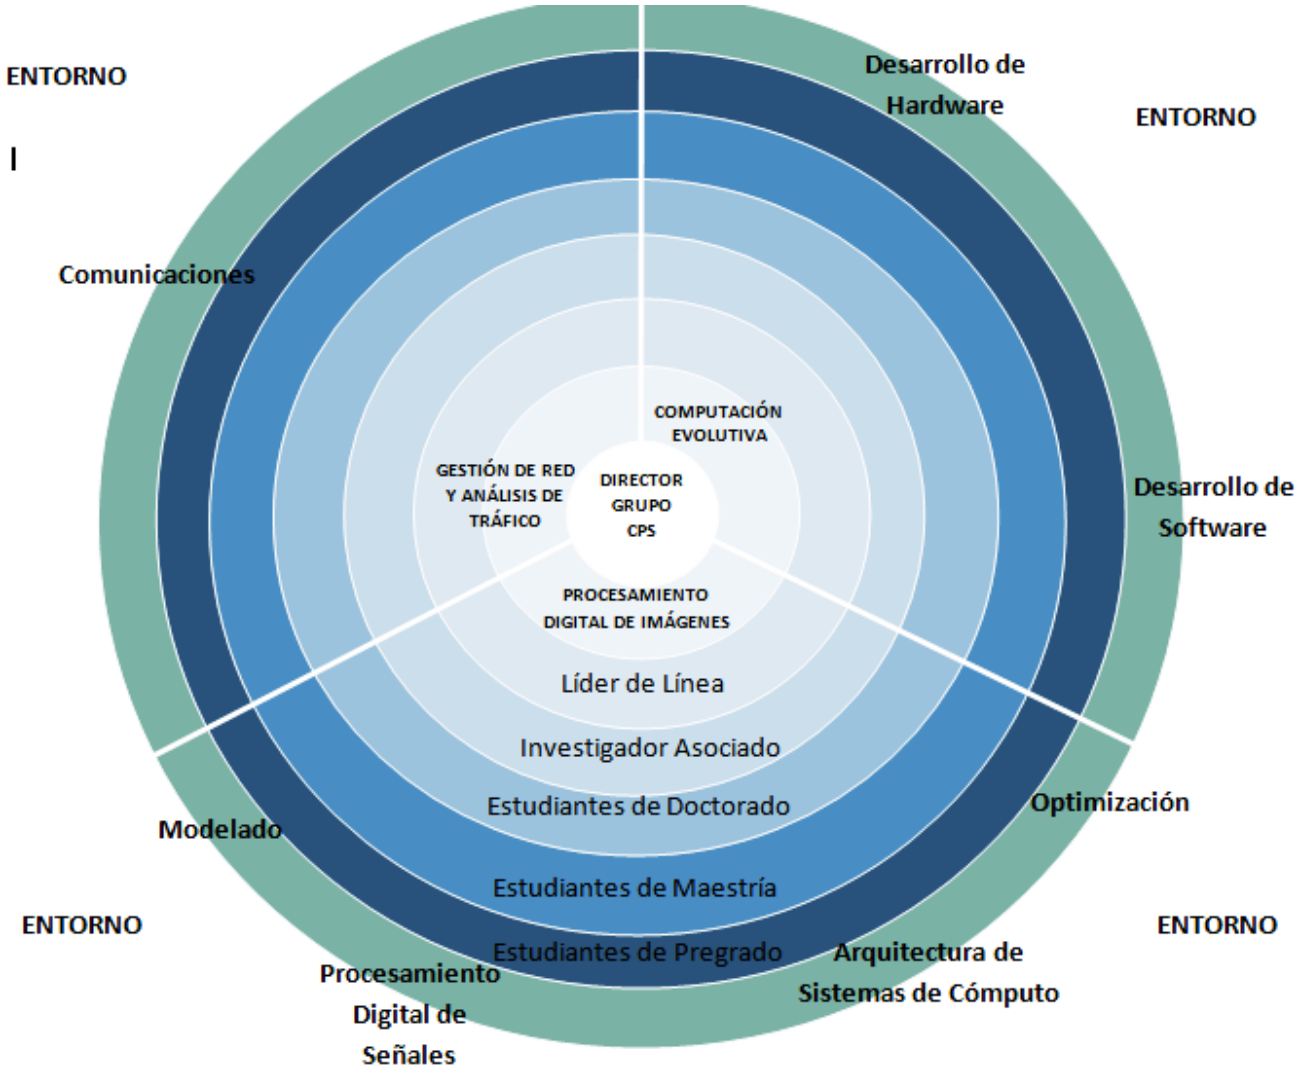 ENTORNO
Desarrollo de
Hardware
ENTORNO
Comunicaciones
COMPUTACIÓN
EVOLUTIVA
GESTIÓN DE RED
Y ANÁLISIS DE
TRÁFICO
DIRECTOR
GRUPO
CPS
Desarrollo de
Software
PROCESAMIENTO
DIGITAL DE IMÁGENES
Líder de Línea
Investigador Asociado
Estudiantes de Doctorado
Optimización
Modelado
Estudiantes de Maestría
ENTORNO
ENTORNO
Estudiantes de Pregrado
Arquitectura de
Sistemas de Cómputo
Procesamiento
Digital de
Señales